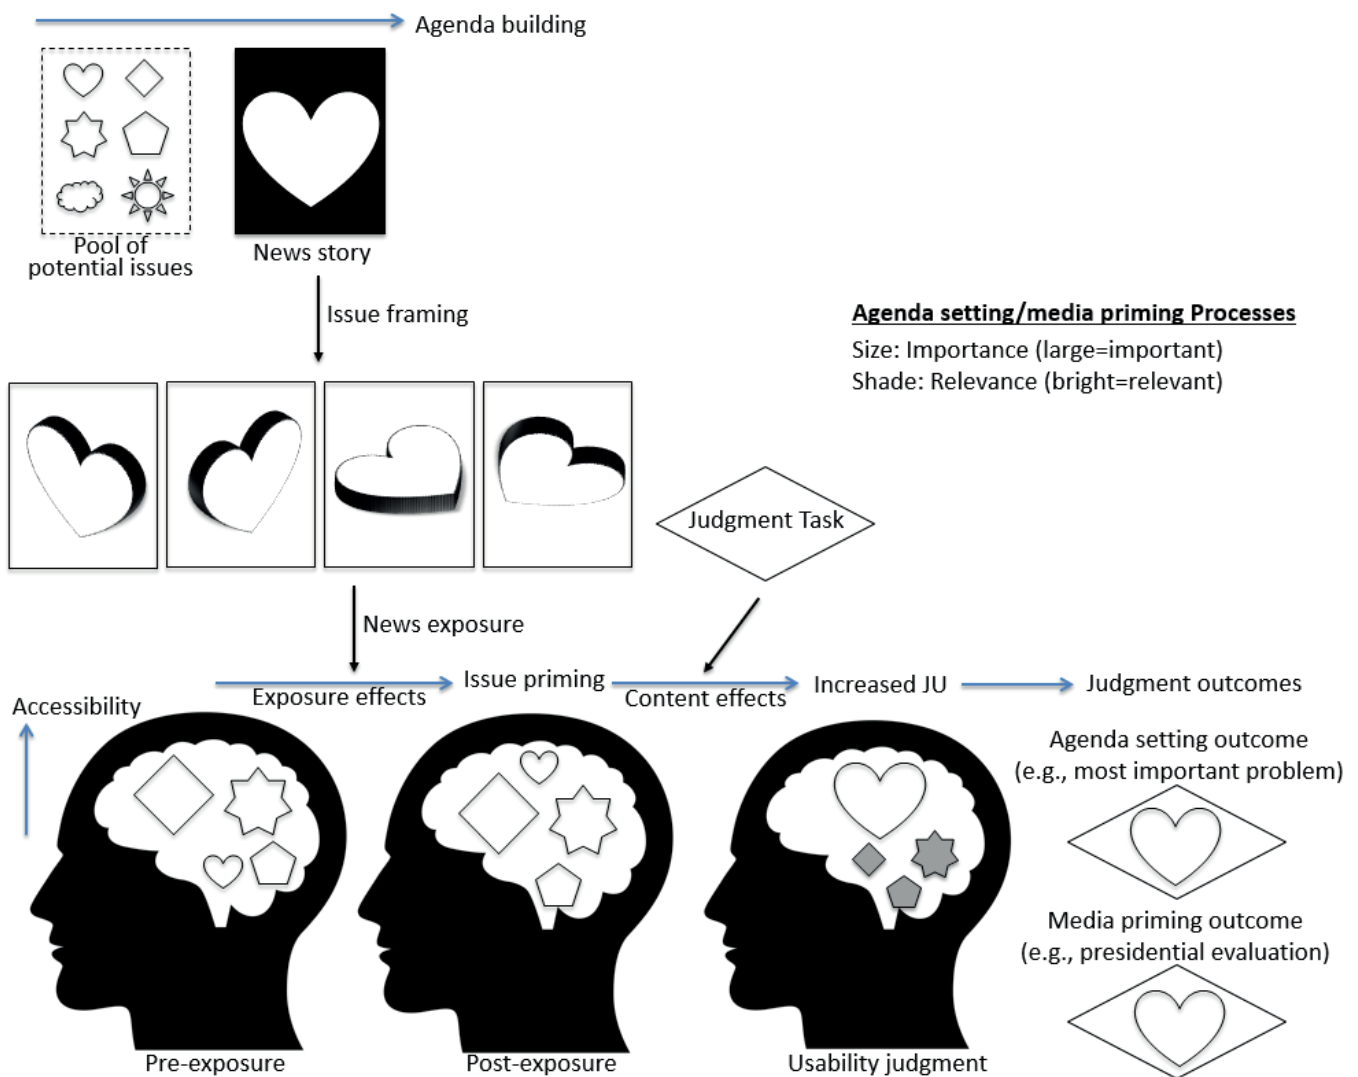 Agenda building
Pool of
potential issues
News story
Issue framing
Agenda setting/media priming Processes
Size: Importance (large=important)
Shade: Relevance (bright=relevant)
Judgment Task
News exposure
Exposure effects
Issue priming
Content effects
Increased JU
Judgment outcomes
Accessibility
Agenda setting outcome
(e.g., most important problem)
Media priming outcome
(e.g., presidential evaluation)
Pre-exposure
Post-exposure
Usability judgment